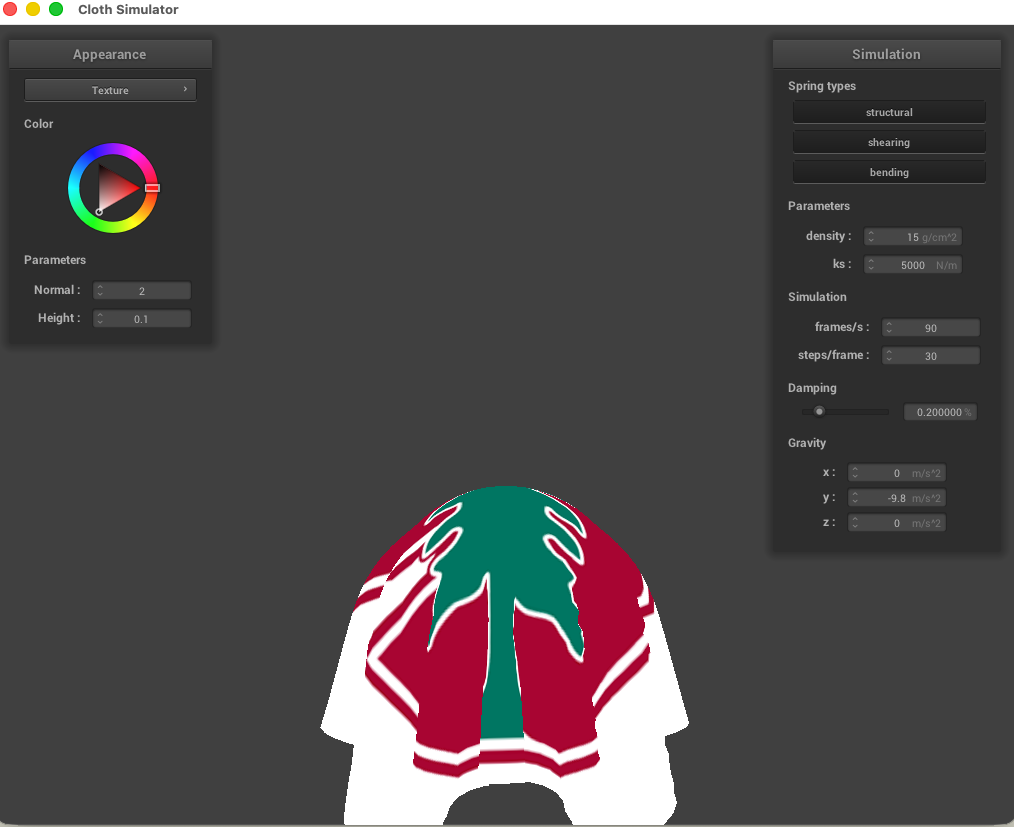 Cloth Simulator
Appearance
Texture
Color
Parameters
Normal : 2
Height : 0.1
Simulation
Spring types
structural
shearing
bending
Parameters
density : 15 g/cm^2
ks : 5000 N/m
Simulation
frames/s : 90
steps/frame : 30
Damping
0.200000 %
Gravity
x : 0 m/s^2
y : -9.8 m/s^2
z : 0 m/s^2